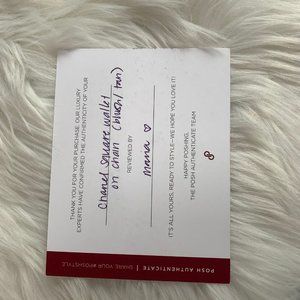 THANK YOU FOR YOUR PURCHASE. OUR LUXURY
EXPERTS HAVE CONFIRMED THE AUTHENTICITY OF YOUR
Chanel square wallet
on chain (blush/tan)
REVIEWED BY
IT'S ALL YOURS, READY TO STYLE—WE HOPE YOU LOVE IT!
HAPPY POSHING,
THE POSH AUTHENTICATE TEAM
POSH AUTHENTICATE | SHARE YOUR #POSHSTYLE